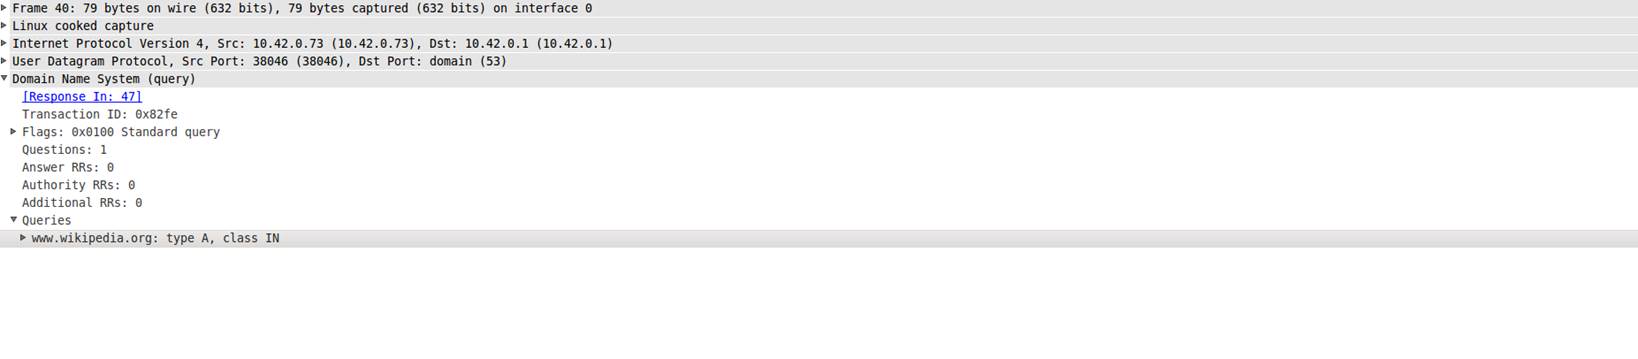 Frame 40: 79 bytes on wire (632 bits), 79 bytes captured (632 bits) on interface 0
Linux cooked capture
Internet Protocol Version 4, Src: 10.42.0.73 (10.42.0.73), Dst: 10.42.0.1 (10.42.0.1)
User Datagram Protocol, Src Port: 38046 (38046), Dst Port: domain (53)
Domain Name System (query)
[Response In: 47]
Transaction ID: 0x82fe
Flags: 0x0100 Standard query
Questions: 1
Answer RRs: 0
Authority RRs: 0
Additional RRs: 0
Queries
www.wikipedia.org: type A, class IN